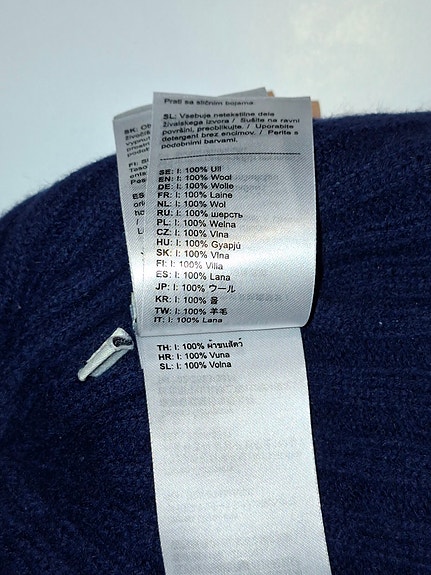 Prati sa sličnim bojama.
SL: Vsebuje netekstilne dele
živalskega izvora / Sušite na ravni
površini, preoblikujte. / Uporabite
detergent brez encimov. / Perite s
podobnimi barvami.
SE: I: 100% Ull
EN: I: 100% Wool
DE: I: 100% Wolle
FR: I: 100% Laine
NL: I: 100% Wol
RU: I: 100% шерсть
PL: I: 100% Wełna
CZ: I: 100% Vlna
HU: I: 100% Gyapjú
SK: I: 100% Vlna
FI: I: 100% Villa
ES: I: 100% Lana
JP: I: 100% ウール
KR: I: 100% 울
TW: I: 100% 羊毛
IT: I: 100% Lana
TH: I: 100% ผ้าขนสัตว์
HR: I: 100% Vuna
SL: I: 100% Volna